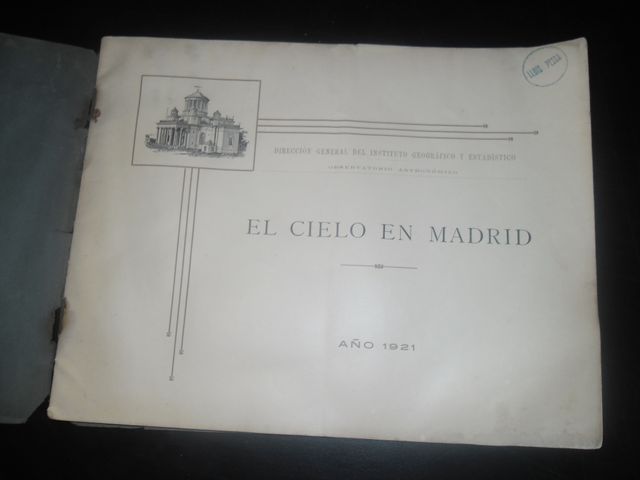 DIRECCIÓN GENERAL DEL INSTITUTO GEOGRÁFICO Y ESTADÍSTICO
OBSERVATORIO ASTRONÓMICO
EL CIELO EN MADRID
AÑO 1921